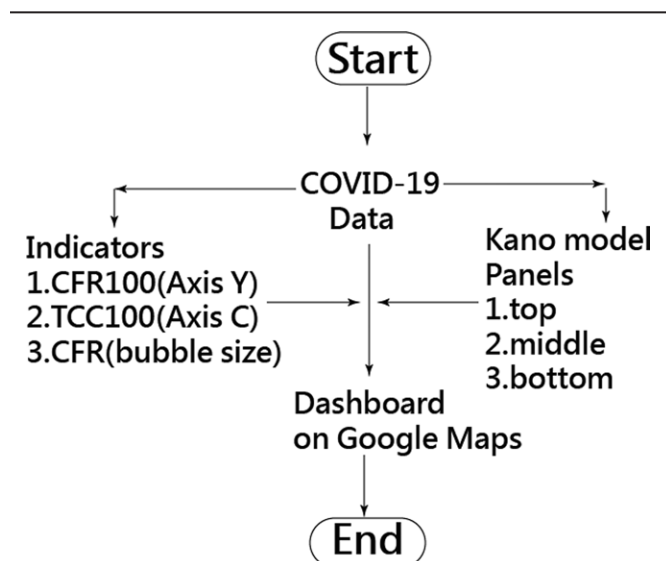 Start
COVID-19
Data
Indicators
1.CFR100(Axis Y)
2.TCC100(Axis C)
3.CFR(bubble size)
Kano model
Panels
1.top
2.middle
3.bottom
Dashboard
on Google Maps
End